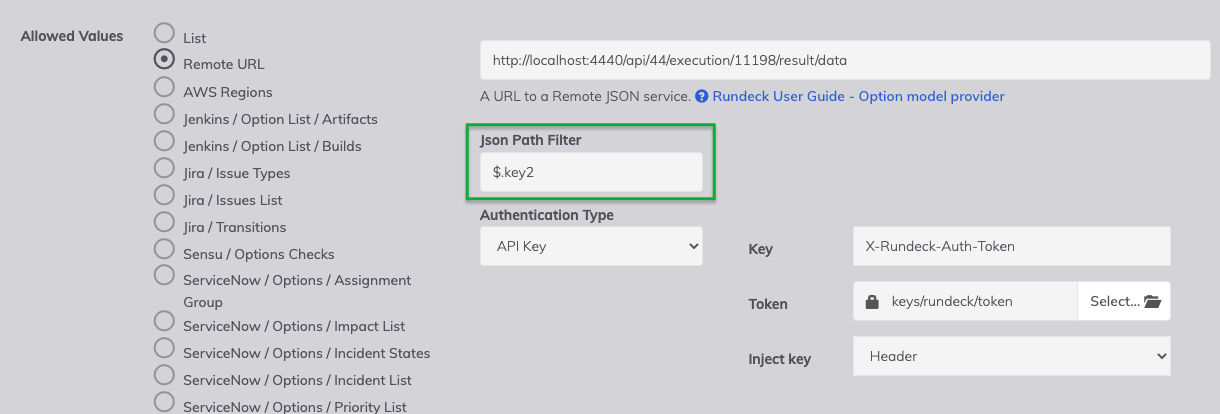 Allowed Values
List
Remote URL
AWS Regions
Jenkins / Option List / Artifacts
Jenkins / Option List / Builds
Jira / Issue Types
Jira / Issues List
Jira / Transitions
Sensu / Options Checks
ServiceNow / Options / Assignment
Group
ServiceNow / Options / Impact List
ServiceNow / Options / Incident States
ServiceNow / Options / Incident List
ServiceNow / Options / Priority List
http://localhost:4440/api/44/execution/11198/result/data
A URL to a Remote JSON service. ? Rundeck User Guide - Option model provider
Json Path Filter
$.key2
Authentication Type
API Key
Key
X-Rundeck-Auth-Token
Token
keys/rundeck/token
Select...
Inject key
Header